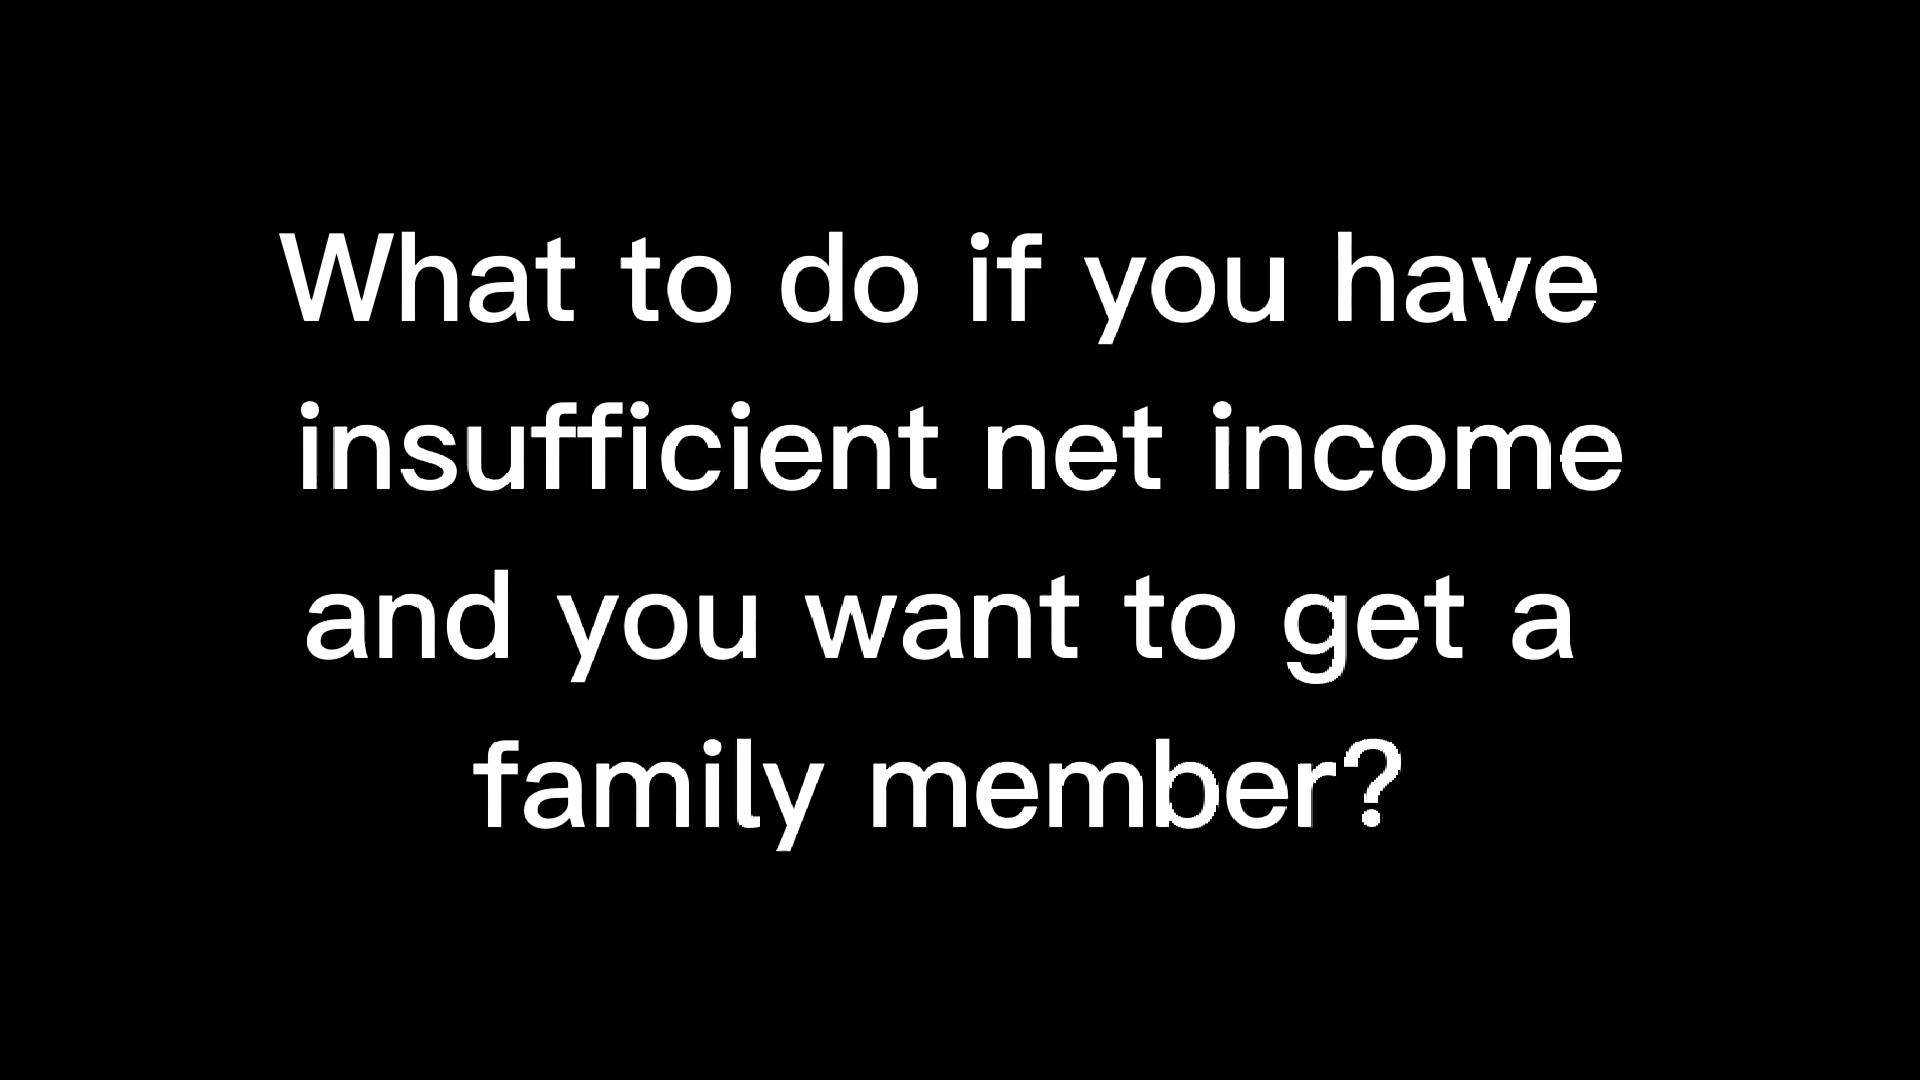 What to do if you have
insufficient net income
and you want to get a
family member?